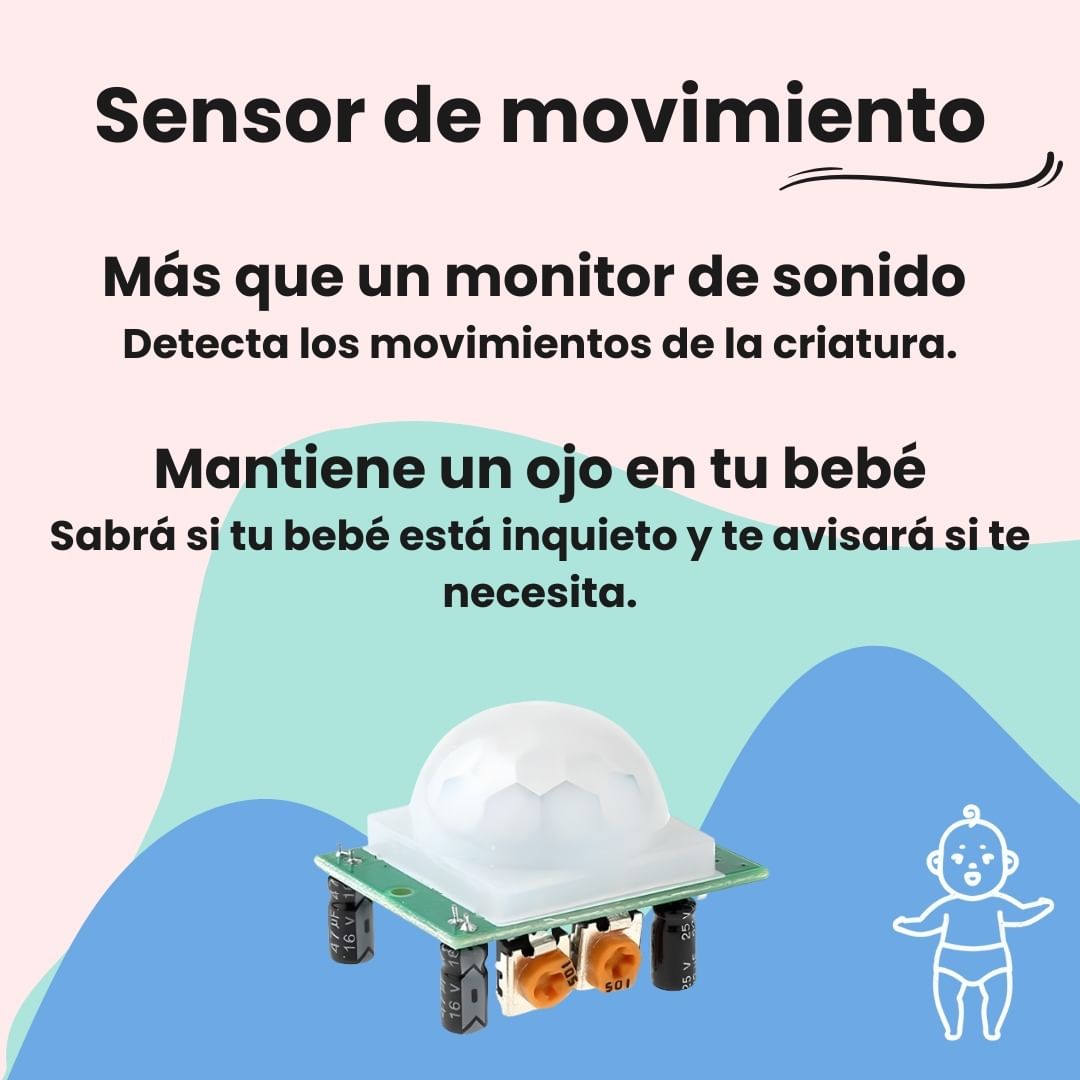 Sensor de movimiento
Más que un monitor de sonido
Detecta los movimientos de la criatura.
Mantiene un ojo en tu bebé
Sabrá si tu bebé está inquieto y te avisará si te
necesita.
47 µF
16 V
16 V
105
105
25 V
25 V